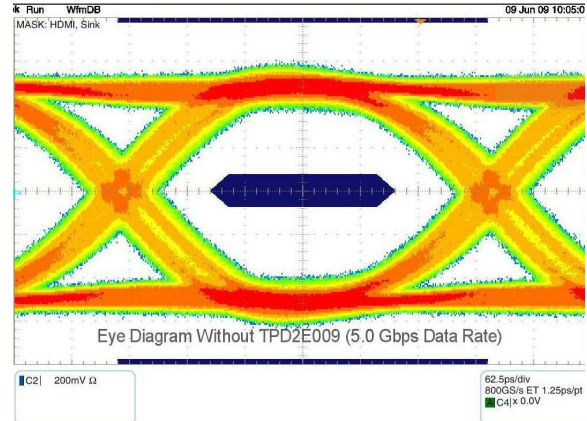 k Run WfmDB 09 Jun 09 10:05:0
MASK: HDMI, Sink
Eye Diagram Without TPD2E009 (5.0 Gbps Data Rate)
C2| 200mV Ω
62.5ps/div
800GS/s ET 1.25ps/pt
A C4| x 0.0V